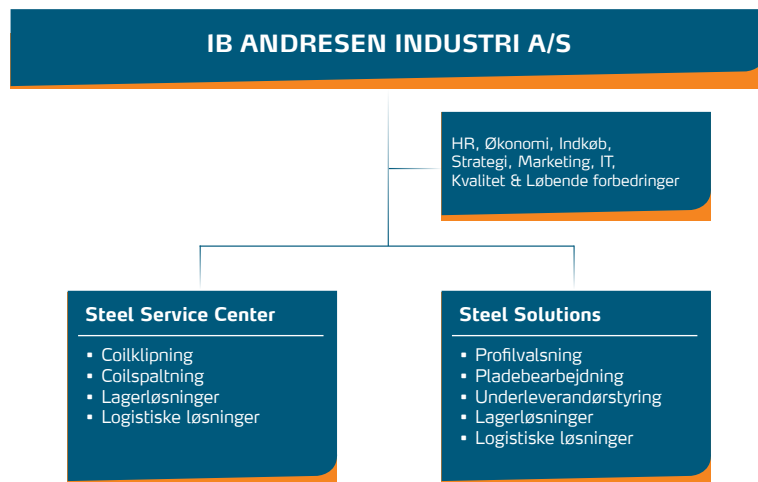 IB ANDRESEN INDUSTRI A/S
HR, Økonomi, Indkøb,
Strategi, Marketing, IT,
Kvalitet & Løbende forbedringer
Steel Service Center
▪ Coilklipning
▪ Coilspaltning
▪ Lagerløsninger
▪ Logistiske løsninger
Steel Solutions
▪ Profilvalsning
▪ Pladebearbejdning
▪ Underleverandørstyring
▪ Lagerløsninger
▪ Logistiske løsninger